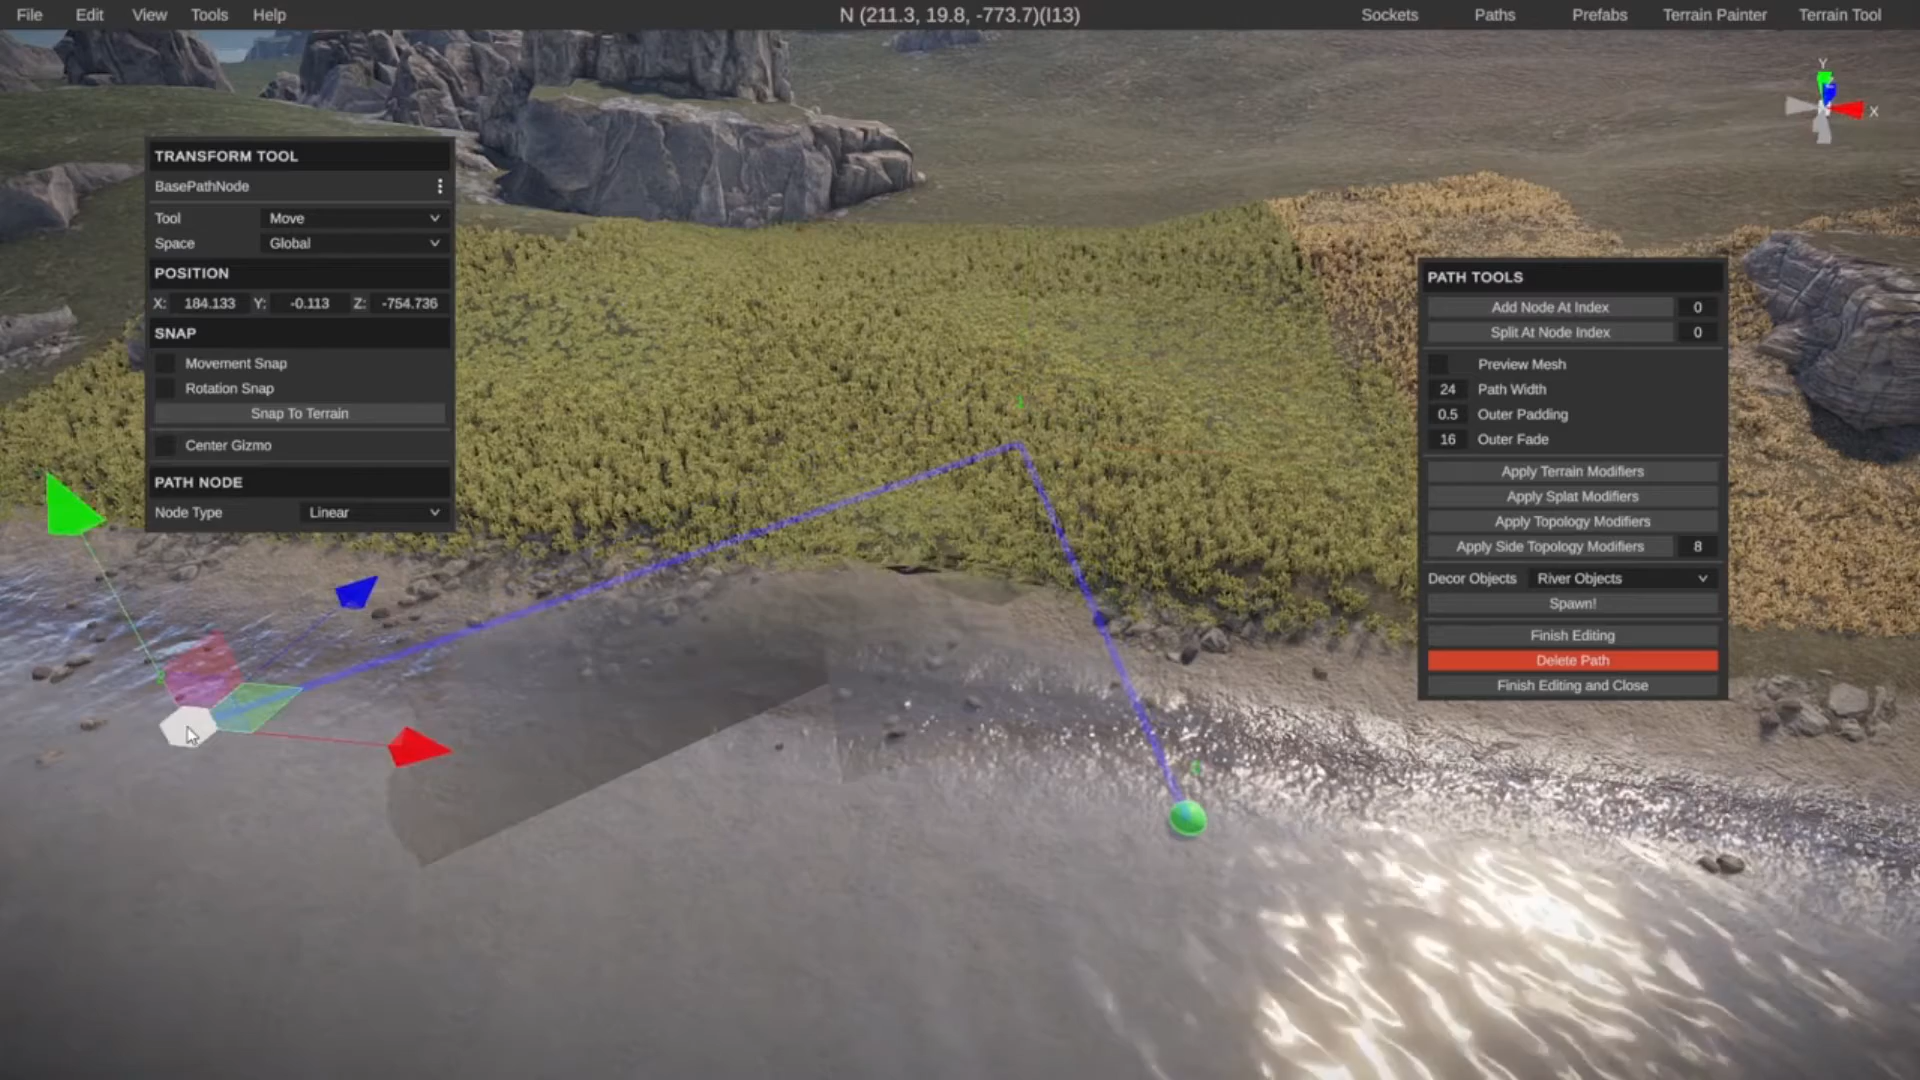 File Edit View Tools Help N (211.3, 19.8, -773.7)(I13) Sockets Paths Prefabs Terrain Painter Terrain Tool
Y
X
TRANSFORM TOOL
BasePathNode
Tool Move
Space Global
POSITION
X: 184.133 Y: -0.113 Z: -754.736
SNAP
Movement Snap
Rotation Snap
Snap To Terrain
Center Gizmo
PATH NODE
Node Type Linear
PATH TOOLS
Add Node At Index 0
Split At Node Index 0
Preview Mesh
24 Path Width
0.5 Outer Padding
16 Outer Fade
Apply Terrain Modifiers
Apply Splat Modifiers
Apply Topology Modifiers
Apply Side Topology Modifiers 8
Decor Objects River Objects
Spawn!
Finish Editing
Delete Path
Finish Editing and Close